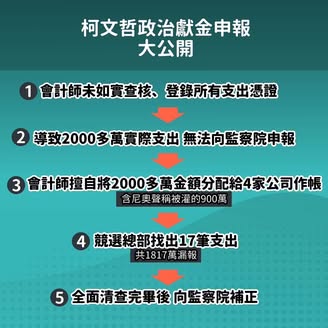 柯文哲政治獻金申報
大公開
1 會計師未如實查核、登錄所有支出憑證
2 導致2000多萬實際支出 無法向監察院申報
3 會計師擅自將2000多萬金額分配給4家公司作帳
含尼奧聲稱被灌的900萬
4 競選總部找出17筆支出
共1817萬漏報
5 全面清查完畢後 向監察院補正